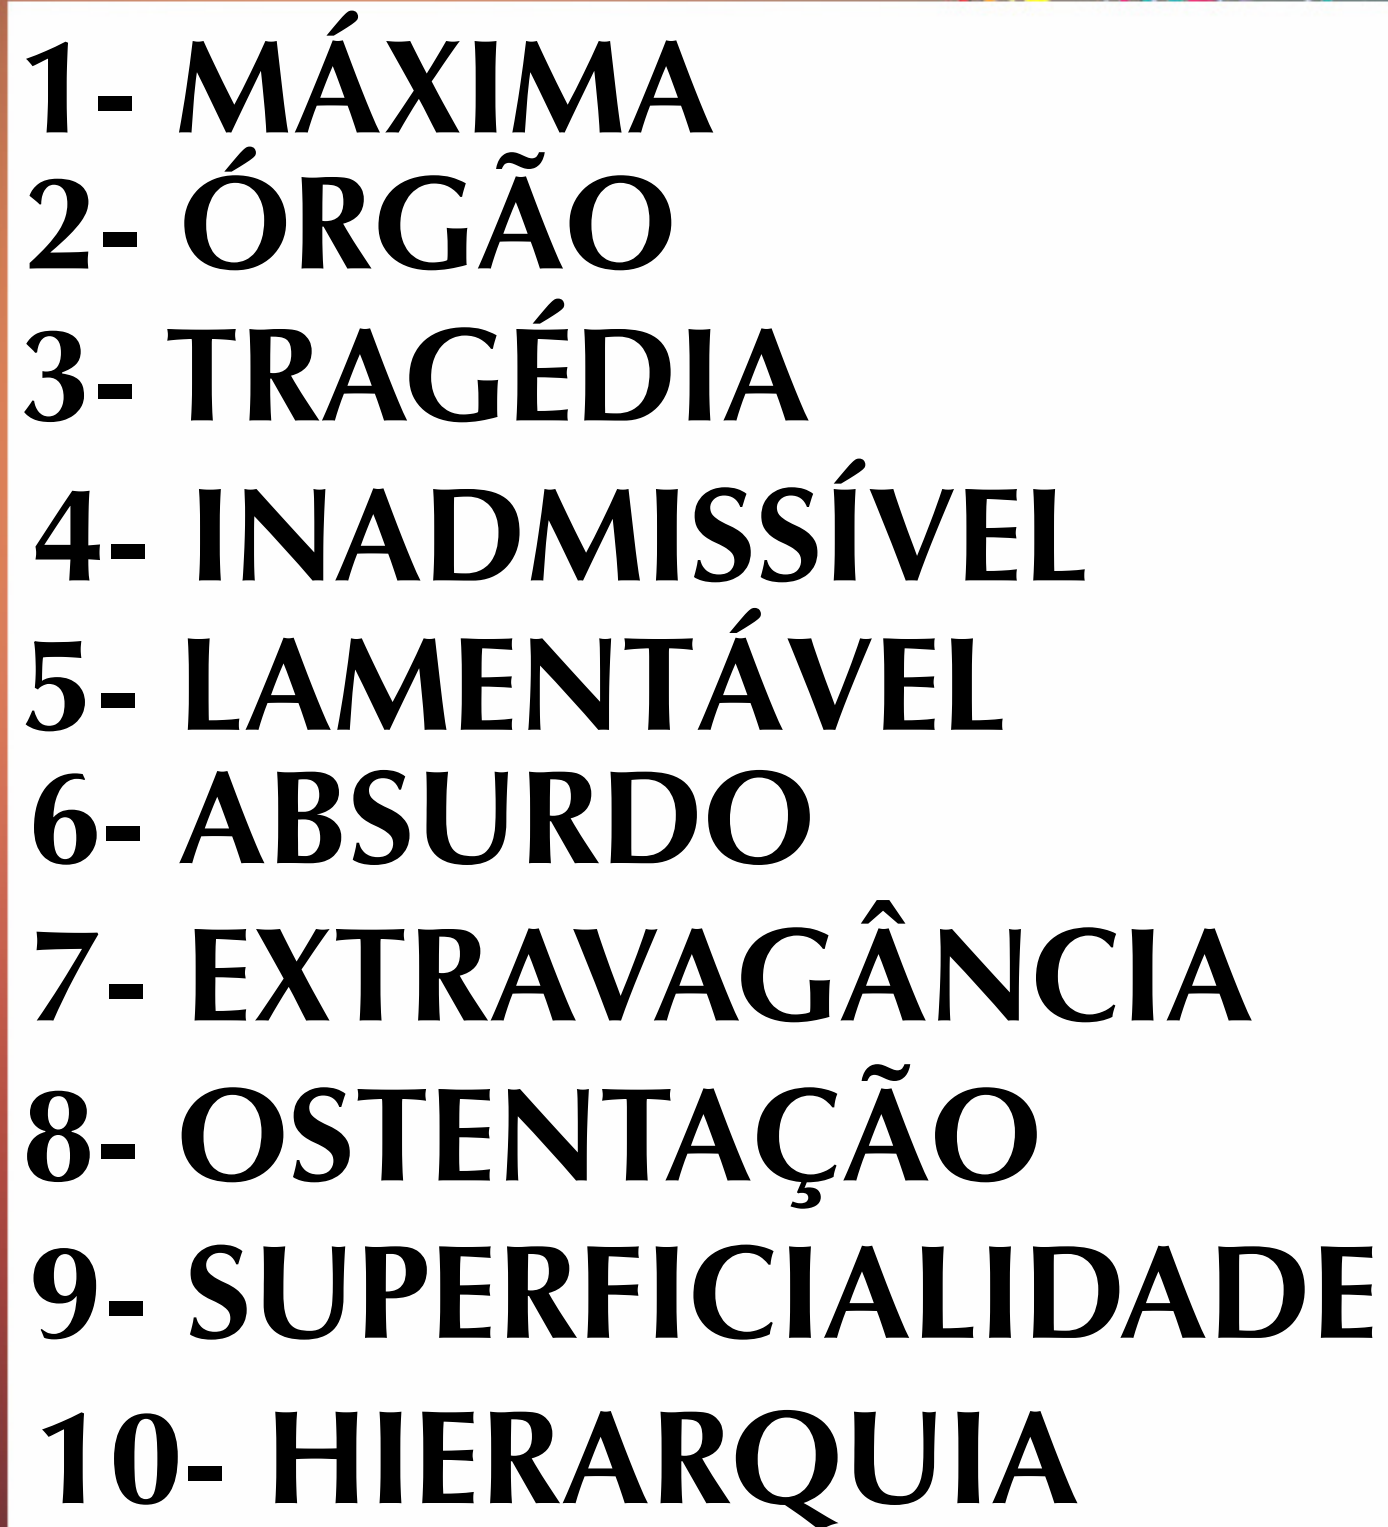 1- MÁXIMA
2- ÓRGÃO
3- TRAGÉDIA
4- INADMISSÍVEL
5- LAMENTÁVEL
6- ABSURDO
7- EXTRAVAGÂNCIA
8- OSTENTAÇÃO
9- SUPERFICIALIDADE
10- HIERARQUIA